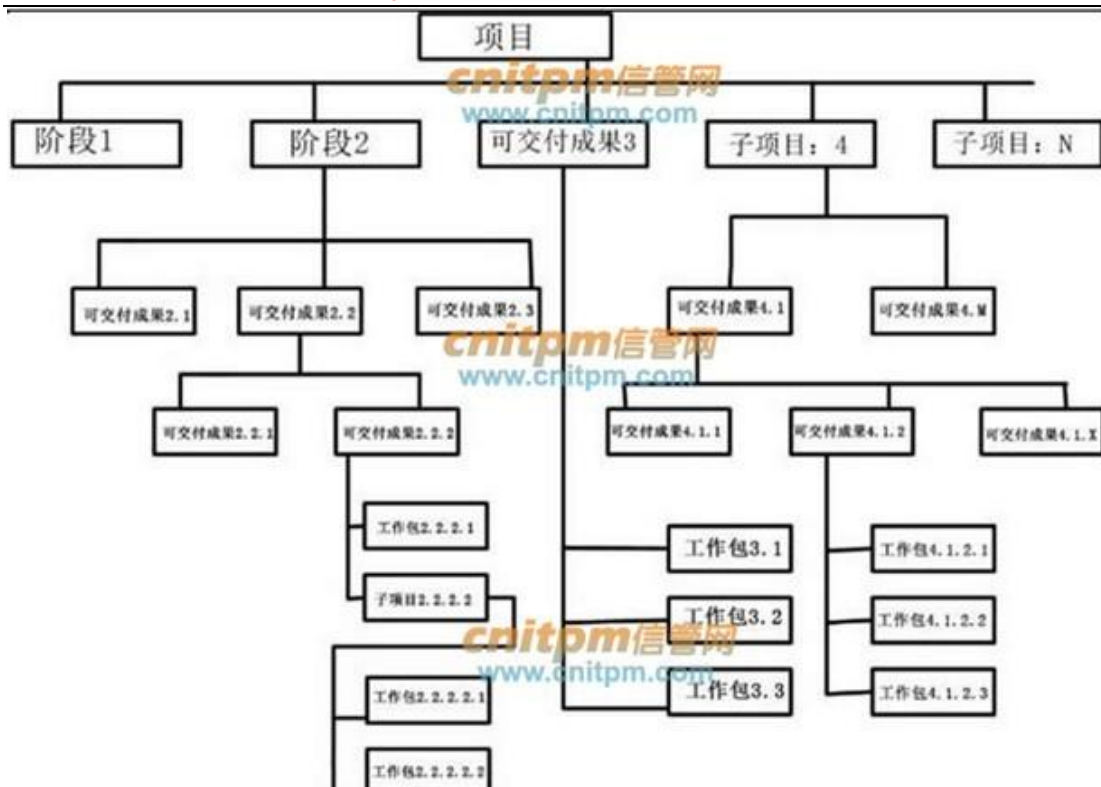 项目
cnitpm信管网
www.cnitpm.com
阶段1
阶段2
可交付成果3
子项目：4
子项目：N
可交付成果2.1
可交付成果2.2
可交付成果2.3
可交付成果4.1
可交付成果4.M
cnitpm信管网
www.cnitpm.com
可交付成果2.2.1
可交付成果2.2.2
可交付成果4.1.1
可交付成果4.1.2
可交付成果4.1.X
工作包2.2.2.1
工作包3.1
工作包4.1.2.1
子项目2.2.2.2
工作包3.2
工作包4.1.2.2
cnitpm信管网
www.cnitpm.com
工作包2.2.2.2.1
工作包3.3
工作包4.1.2.3
工作包2.2.2.2.2